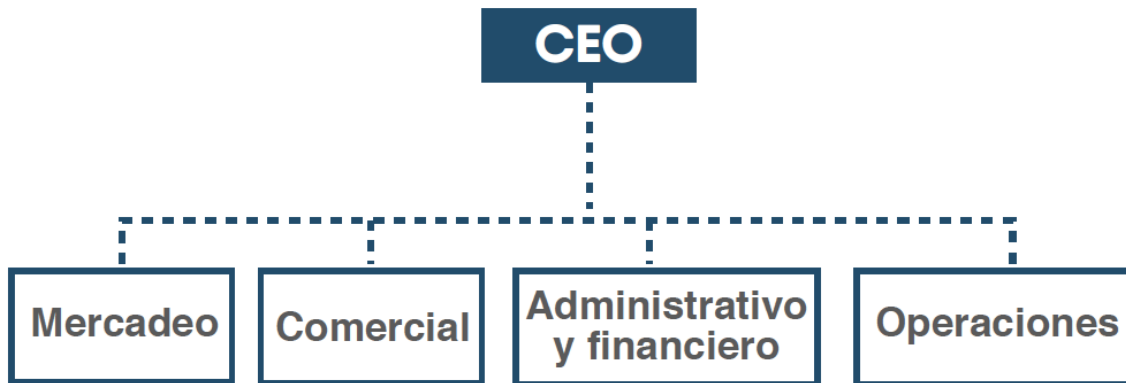 CEO
Mercadeo
Comercial
Administrativo
y financiero
Operaciones